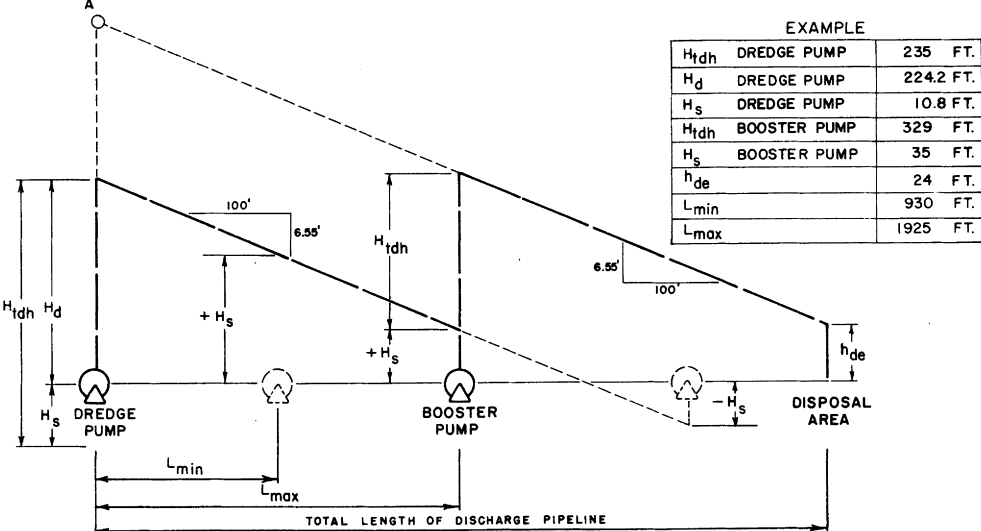 A
EXAMPLE
Htdh DREDGE PUMP 235 FT.
Hd DREDGE PUMP 224.2 FT.
Hs DREDGE PUMP 10.8 FT.
Htdh BOOSTER PUMP 329 FT.
Hs BOOSTER PUMP 35 FT.
hde 24 FT.
Lmin 930 FT.
Lmax 1925 FT.
100'
6.55'
Htdh
6.55'
100'
Htdh
Hd
+Hs
+Hs
hde
Hs
DREDGE
PUMP
BOOSTER
PUMP
-Hs
DISPOSAL
AREA
Lmin
Lmax
TOTAL LENGTH OF DISCHARGE PIPELINE